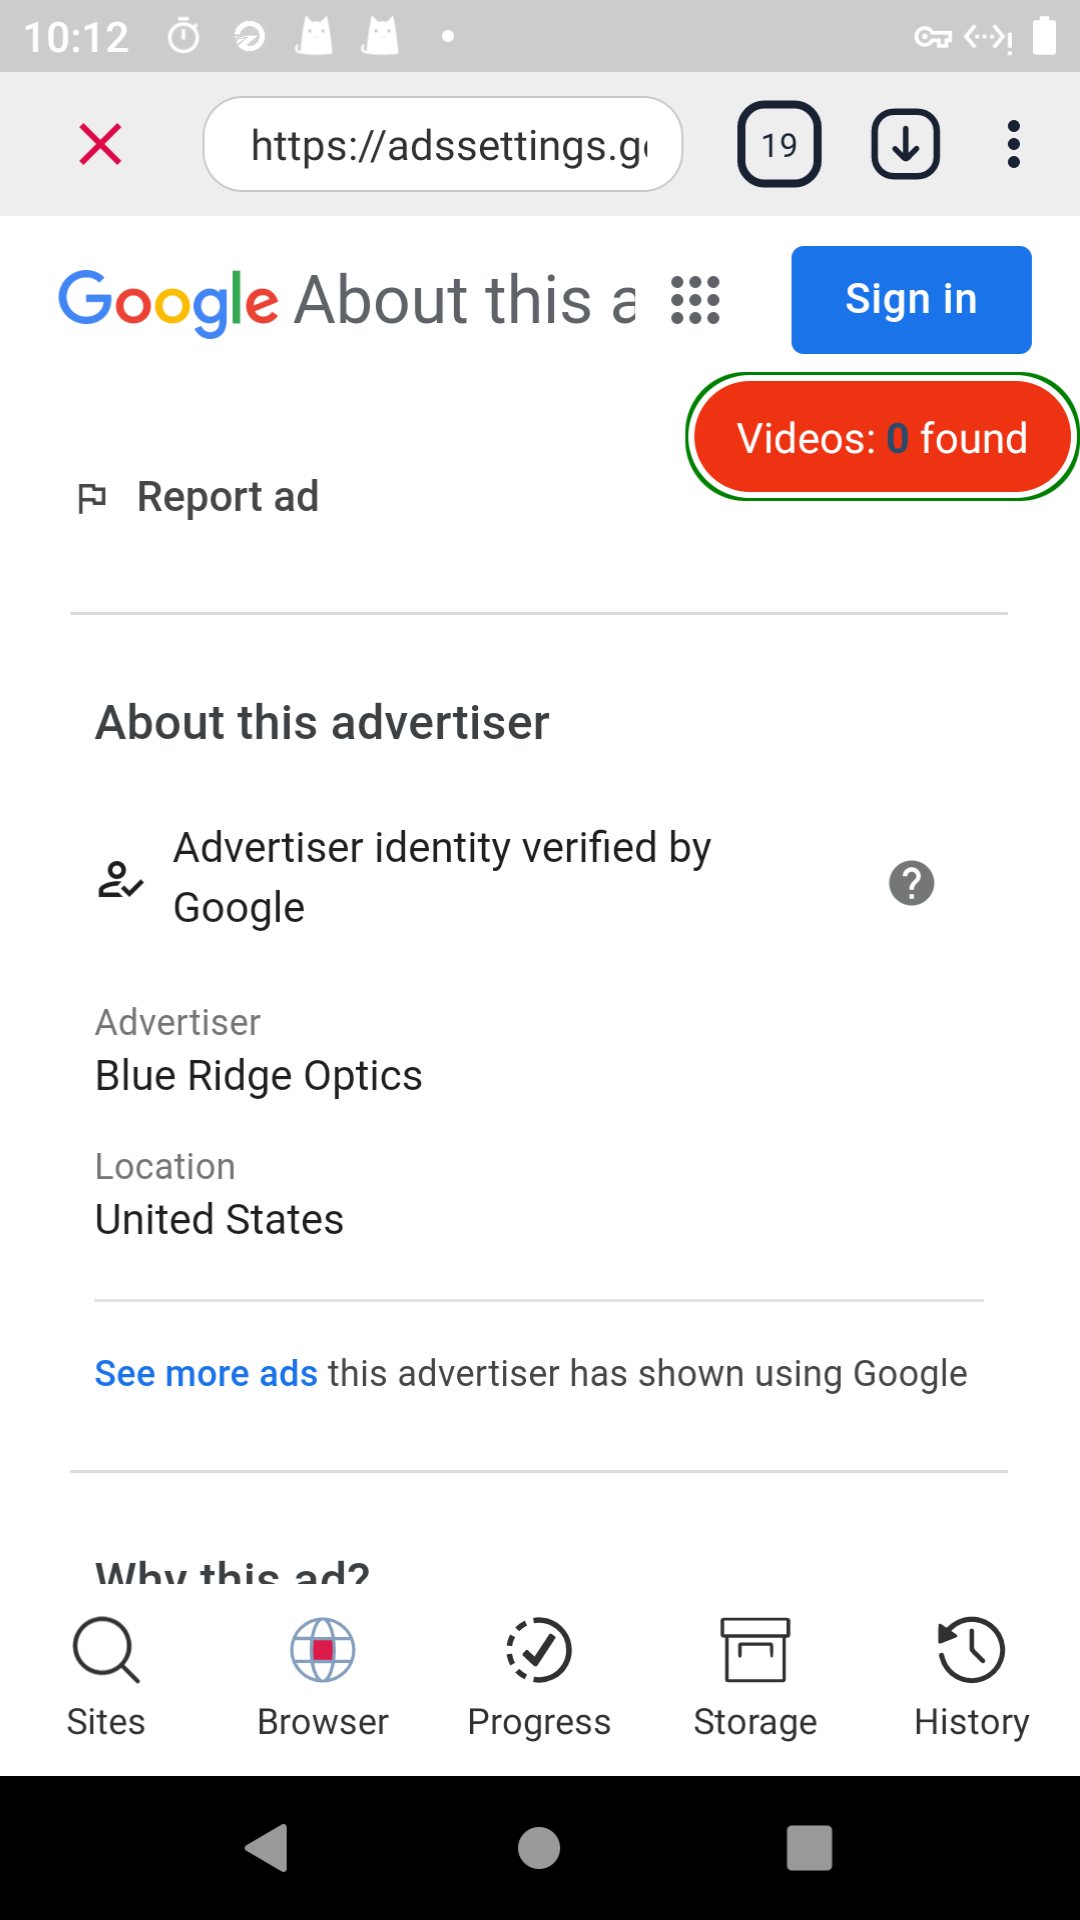 10:12
https://adssettings.g
19
Google About this a
Sign in
Videos: 0 found
Report ad
About this advertiser
Advertiser identity verified by
Google
Advertiser
Blue Ridge Optics
Location
United States
See more ads this advertiser has shown using Google
Why this ad?
Sites
Browser
Progress
Storage
History